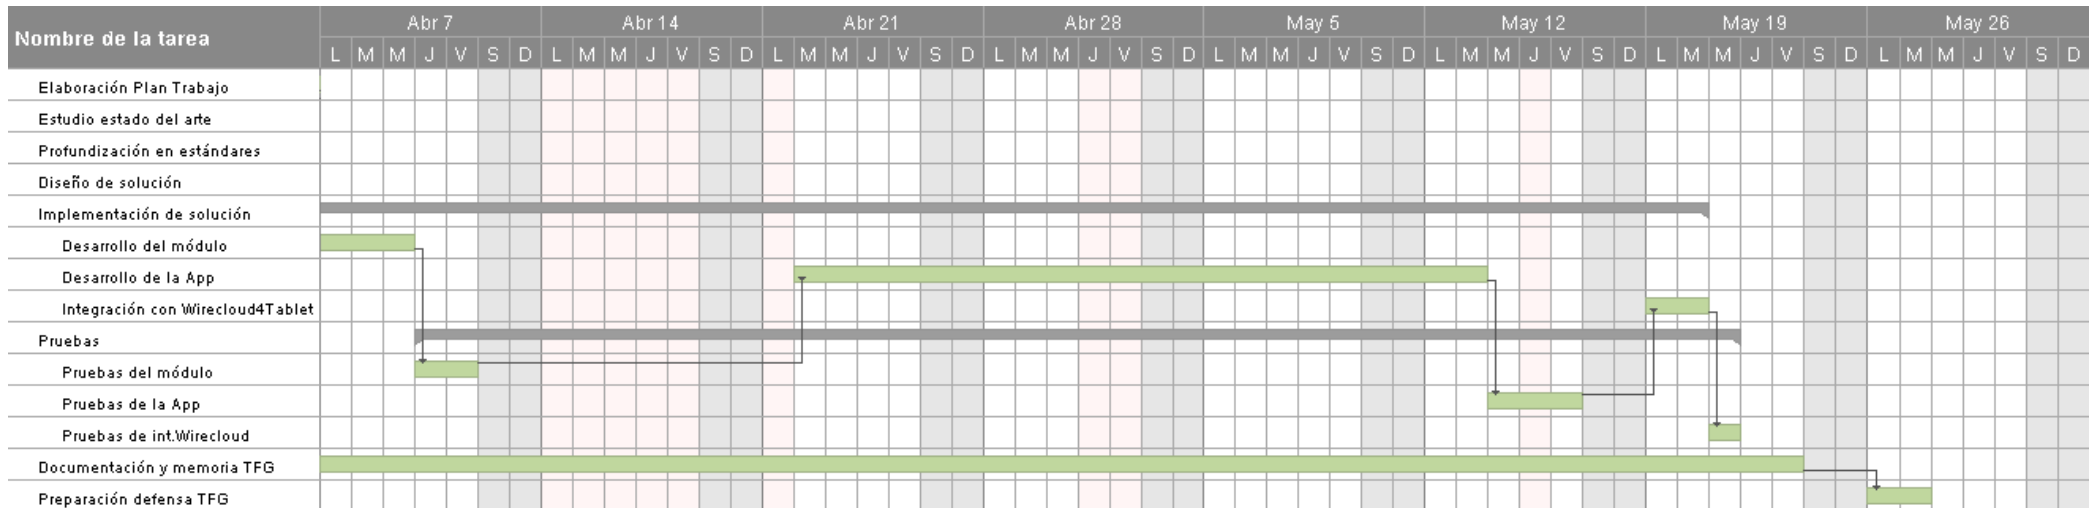 Nombre de la tarea
Abr 7 Abr 14 Abr 21 Abr 28 May 5 May 12 May 19 May 26
L M M J V S D L M M J V S D L M M J V S D L M M J V S D L M M J V S D L M M J V S D L M M J V S D L M M J V S D
Elaboración Plan Trabajo
Estudio estado del arte
Profundización en estándares
Diseño de solución
Implementación de solución
Desarrollo del módulo
Desarrollo de la App
Integración con Wirecloud4Tablet
Pruebas
Pruebas del módulo
Pruebas de la App
Pruebas de int.Wirecloud
Documentación y memoria TFG
Preparación defensa TFG